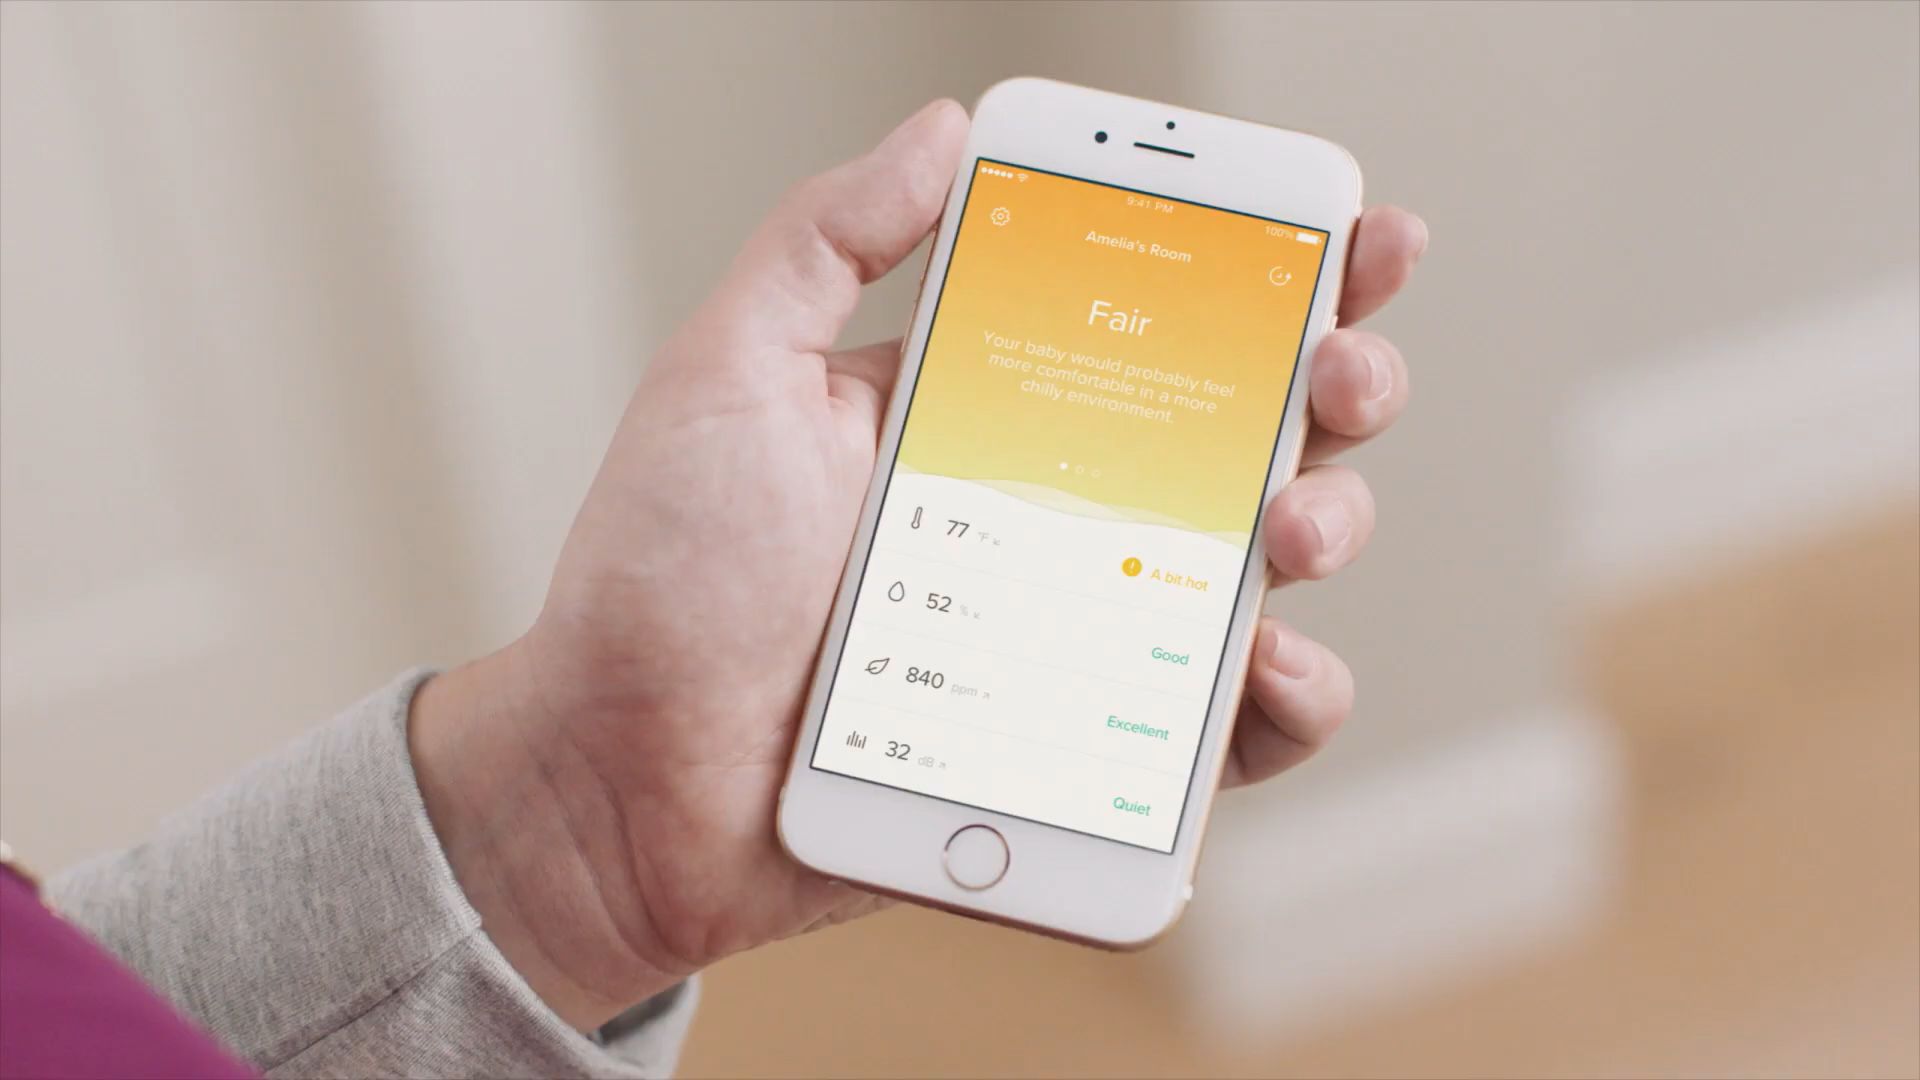 9:41 PM
100%
Amelia's Room
Fair
Your baby would probably feel
more comfortable in a more
chilly environment.
77 °F
A bit hot
52 %
Good
840 ppm
Excellent
32 dB
Quiet